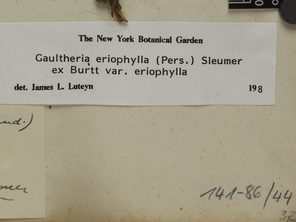 The New York Botanical Garden
Gaultheria eriophylla (Pers.) Sleumer
ex Burtt var. eriophylla
det. James L. Luteyn 198
nd.)
141-86/44